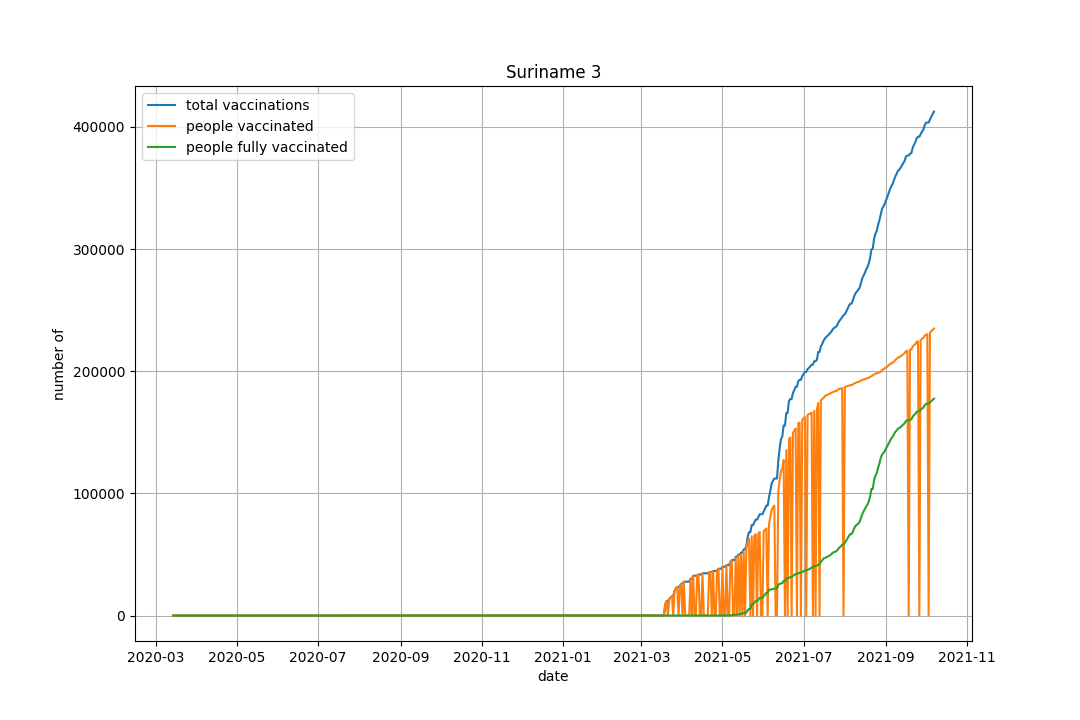 Suriname 3
total vaccinations
people vaccinated
people fully vaccinated
400000
300000
200000
100000
0
number of
2020-03 2020-05 2020-07 2020-09 2020-11 2021-01 2021-03 2021-05 2021-07 2021-09 2021-11
date